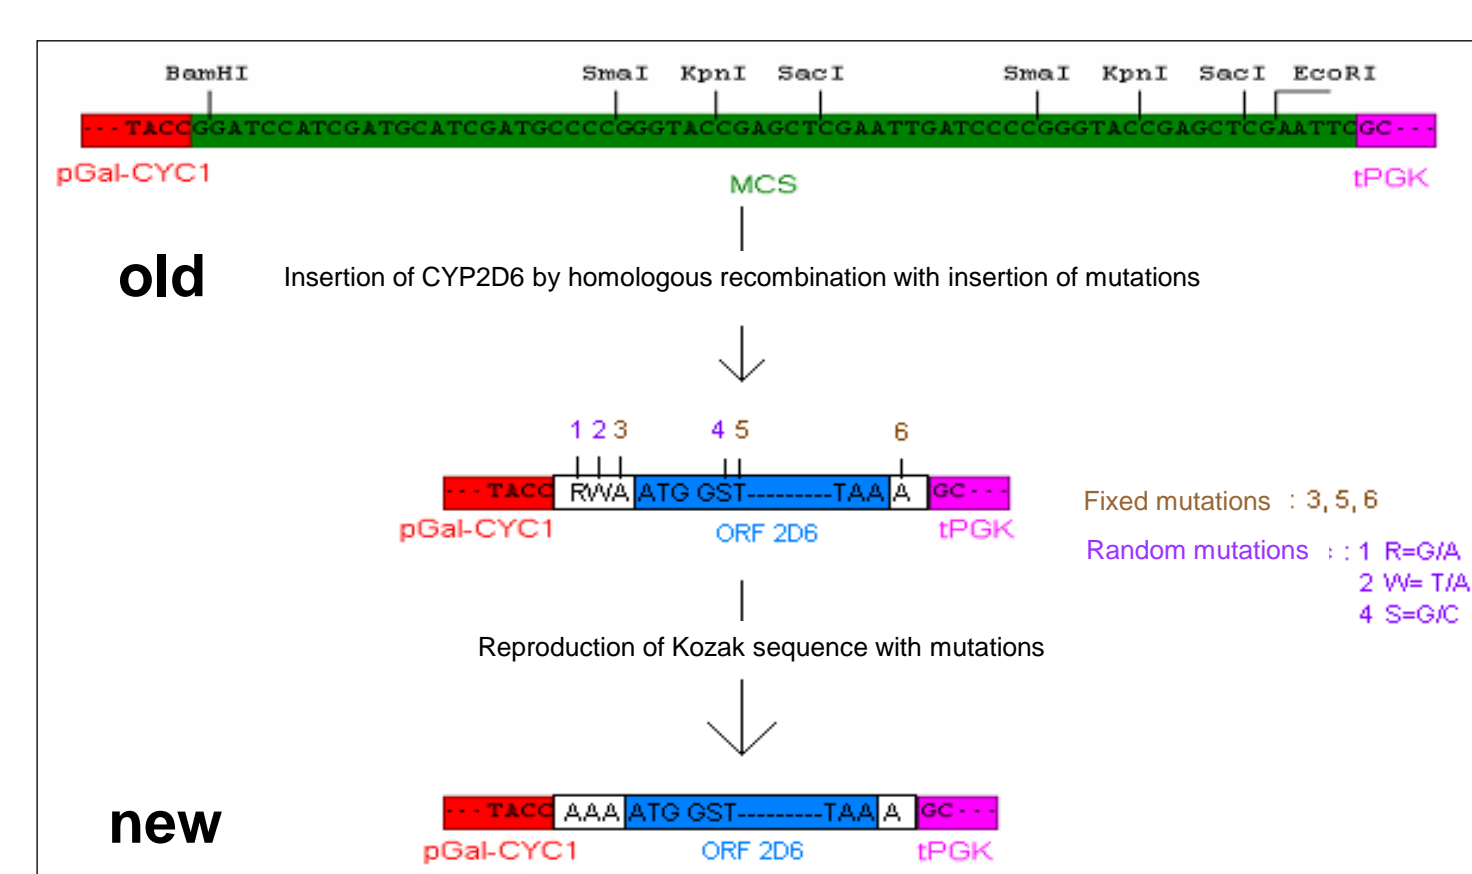 BamHI SmaI KpnI SacI SmaI KpnI SacI EcoRI
---TACCGGATCCATCGATGCATCGATGCCCCGGGTACCGAGCTCGAATTGATCCCCGGGTACCGAGCTCGAATTCGC---
pGal-CYC1 MCS tPGK
old Insertion of CYP2D6 by homologous recombination with insertion of mutations
1 2 3 4 5 6
---TACC RWA ATG GST---------TAA A GC---
pGal-CYC1 ORF 2D6 tPGK
Fixed mutations : 3, 5, 6
Random mutations : : 1 R=G/A
2 W= T/A
4 S=G/C
Reproduction of Kozak sequence with mutations
new
---TACC AAA ATG GST---------TAA A GC---
pGal-CYC1 ORF 2D6 tPGK